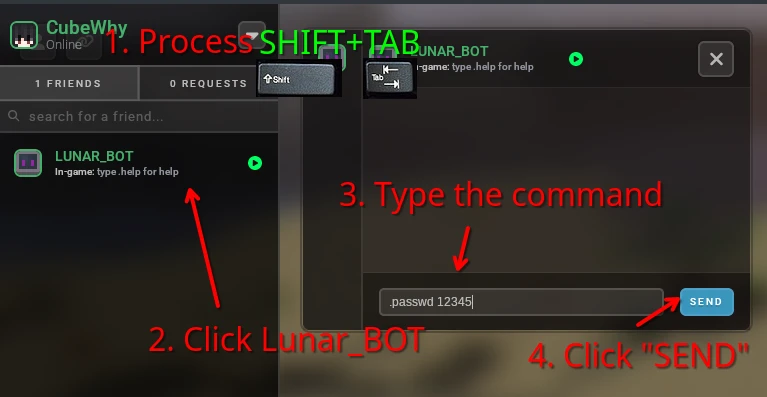 CubeWhy
Online
1. Process SHIFT+TAB
Shift
Tab
1 FRIENDS
0 REQUESTS
search for a friend...
LUNAR_BOT
In-game: type .help for help
LUNAR_BOT
In-game: type .help for help
3. Type the command
.passwd 12345
SEND
2. Click Lunar_BOT
4. Click "SEND"